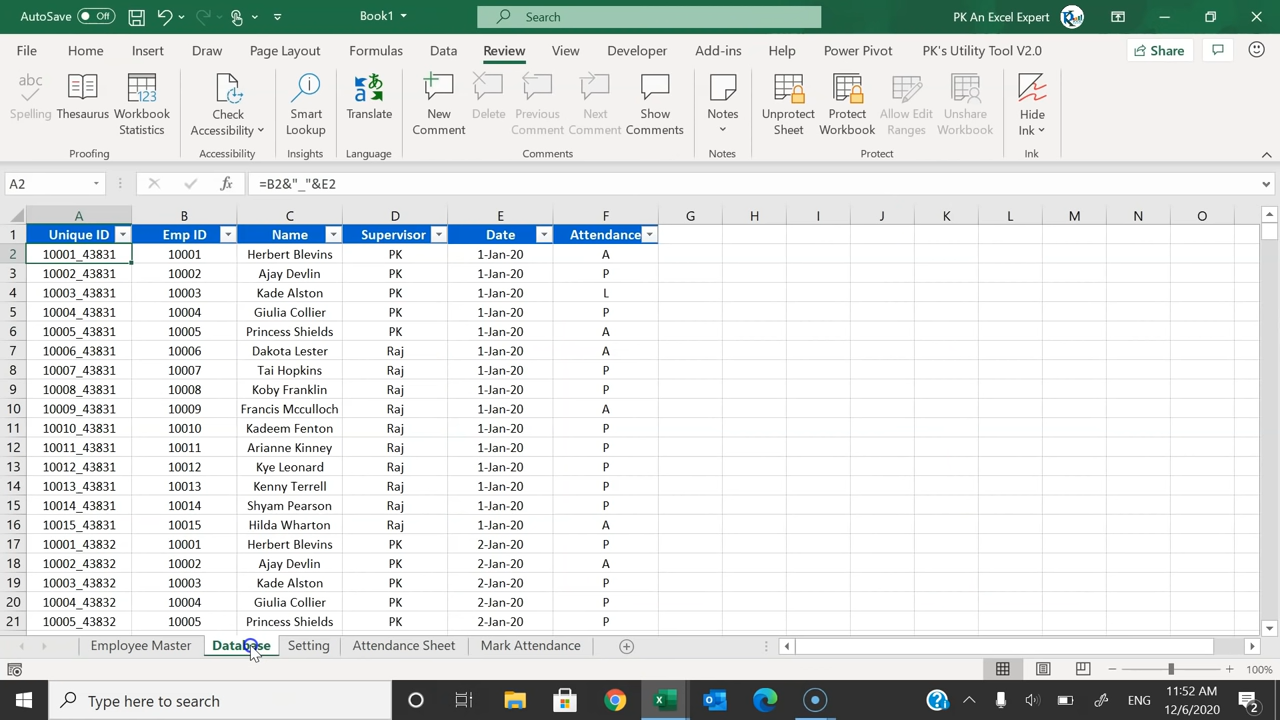 AutoSave Off Book1 Search PK An Excel Expert
File Home Insert Draw Page Layout Formulas Data Review View Developer Add-ins Help Power Pivot PK's Utility Tool V2.0 Share
abc 123
Spelling Thesaurus Workbook Statistics Check Accessibility Smart Lookup Translate New Comment Delete Previous Comment Next Comment Show Comments Notes Unprotect Sheet Protect Workbook Allow Edit Ranges Unshare Workbook Hide Ink
Proofing Accessibility Insights Language Comments Notes Protect Ink
A2 fx =B2&"_"&E2
A B C D E F G H I J K L M N O
1 Unique ID Emp ID Name Supervisor Date Attendance
2 10001_43831 10001 Herbert Blevins PK 1-Jan-20 A
3 10002_43831 10002 Ajay Devlin PK 1-Jan-20 P
4 10003_43831 10003 Kade Alston PK 1-Jan-20 L
5 10004_43831 10004 Giulia Collier PK 1-Jan-20 P
6 10005_43831 10005 Princess Shields PK 1-Jan-20 A
7 10006_43831 10006 Dakota Lester Raj 1-Jan-20 A
8 10007_43831 10007 Tai Hopkins Raj 1-Jan-20 P
9 10008_43831 10008 Koby Franklin Raj 1-Jan-20 P
10 10009_43831 10009 Francis Mcculloch Raj 1-Jan-20 A
11 10010_43831 10010 Kadeem Fenton Raj 1-Jan-20 P
12 10011_43831 10011 Arianne Kinney Raj 1-Jan-20 P
13 10012_43831 10012 Kye Leonard Raj 1-Jan-20 P
14 10013_43831 10013 Kenny Terrell Raj 1-Jan-20 P
15 10014_43831 10014 Shyam Pearson Raj 1-Jan-20 P
16 10015_43831 10015 Hilda Wharton Raj 1-Jan-20 A
17 10001_43832 10001 Herbert Blevins PK 2-Jan-20 P
18 10002_43832 10002 Ajay Devlin PK 2-Jan-20 A
19 10003_43832 10003 Kade Alston PK 2-Jan-20 P
20 10004_43832 10004 Giulia Collier PK 2-Jan-20 P
21 10005_43832 10005 Princess Shields PK 2-Jan-20 P
Employee Master Database Setting Attendance Sheet Mark Attendance
100%
Type here to search ENG 11:52 AM
12/6/2020 2